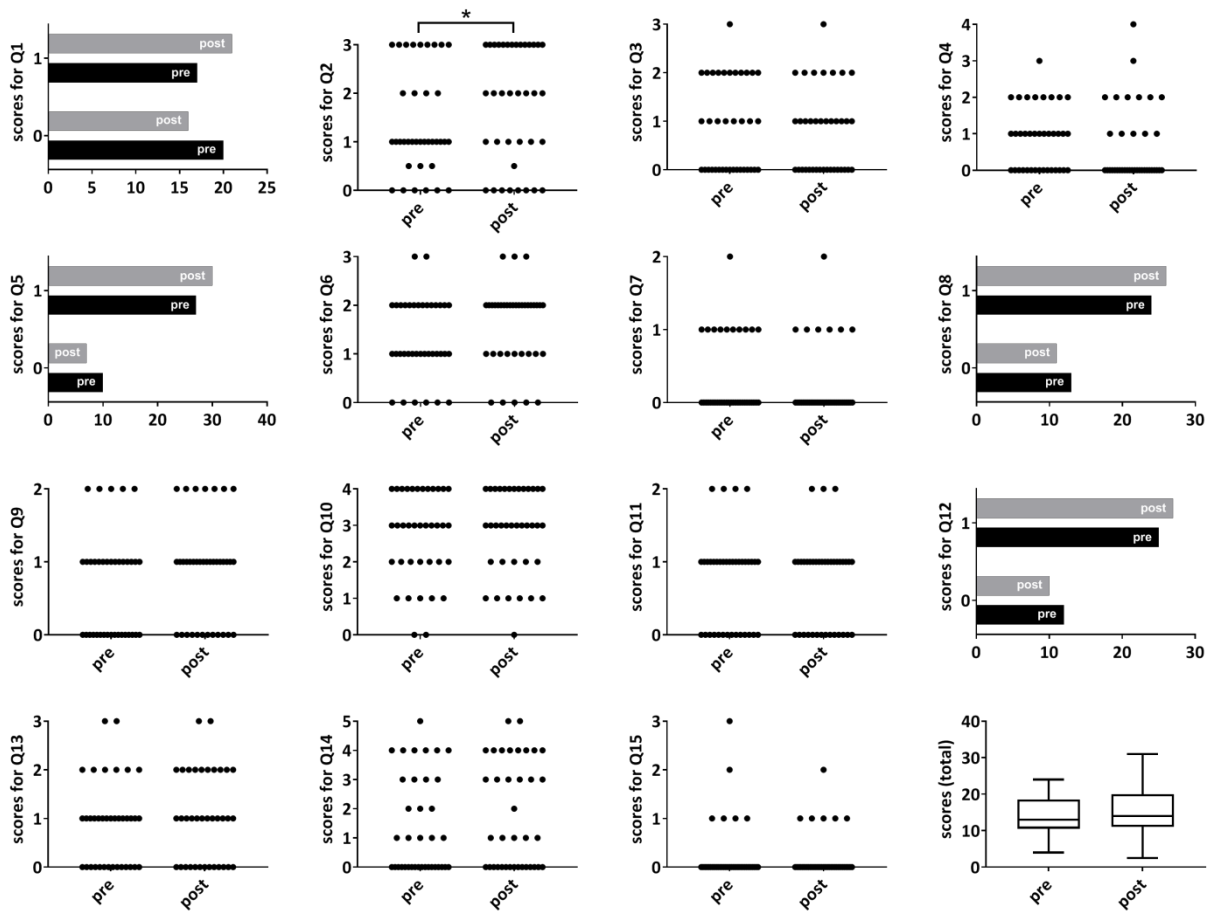 scores for Q1
1
0
post
pre
post
pre
0 5 10 15 20 25
*
scores for Q2
3
2
1
0
pre post
scores for Q3
3
2
1
0
pre post
scores for Q4
4
3
2
1
0
pre post
scores for Q5
1
0
post
pre
post
pre
0 10 20 30 40
scores for Q6
3
2
1
0
pre post
scores for Q7
2
1
0
pre post
scores for Q8
1
0
post
pre
post
pre
0 10 20 30
scores for Q9
2
1
0
pre post
scores for Q10
4
3
2
1
0
pre post
scores for Q11
2
1
0
pre post
scores for Q12
1
0
post
pre
post
pre
0 10 20 30
scores for Q13
3
2
1
0
pre post
scores for Q14
5
4
3
2
1
0
pre post
scores for Q15
3
2
1
0
pre post
scores (total)
40
30
20
10
0
pre post